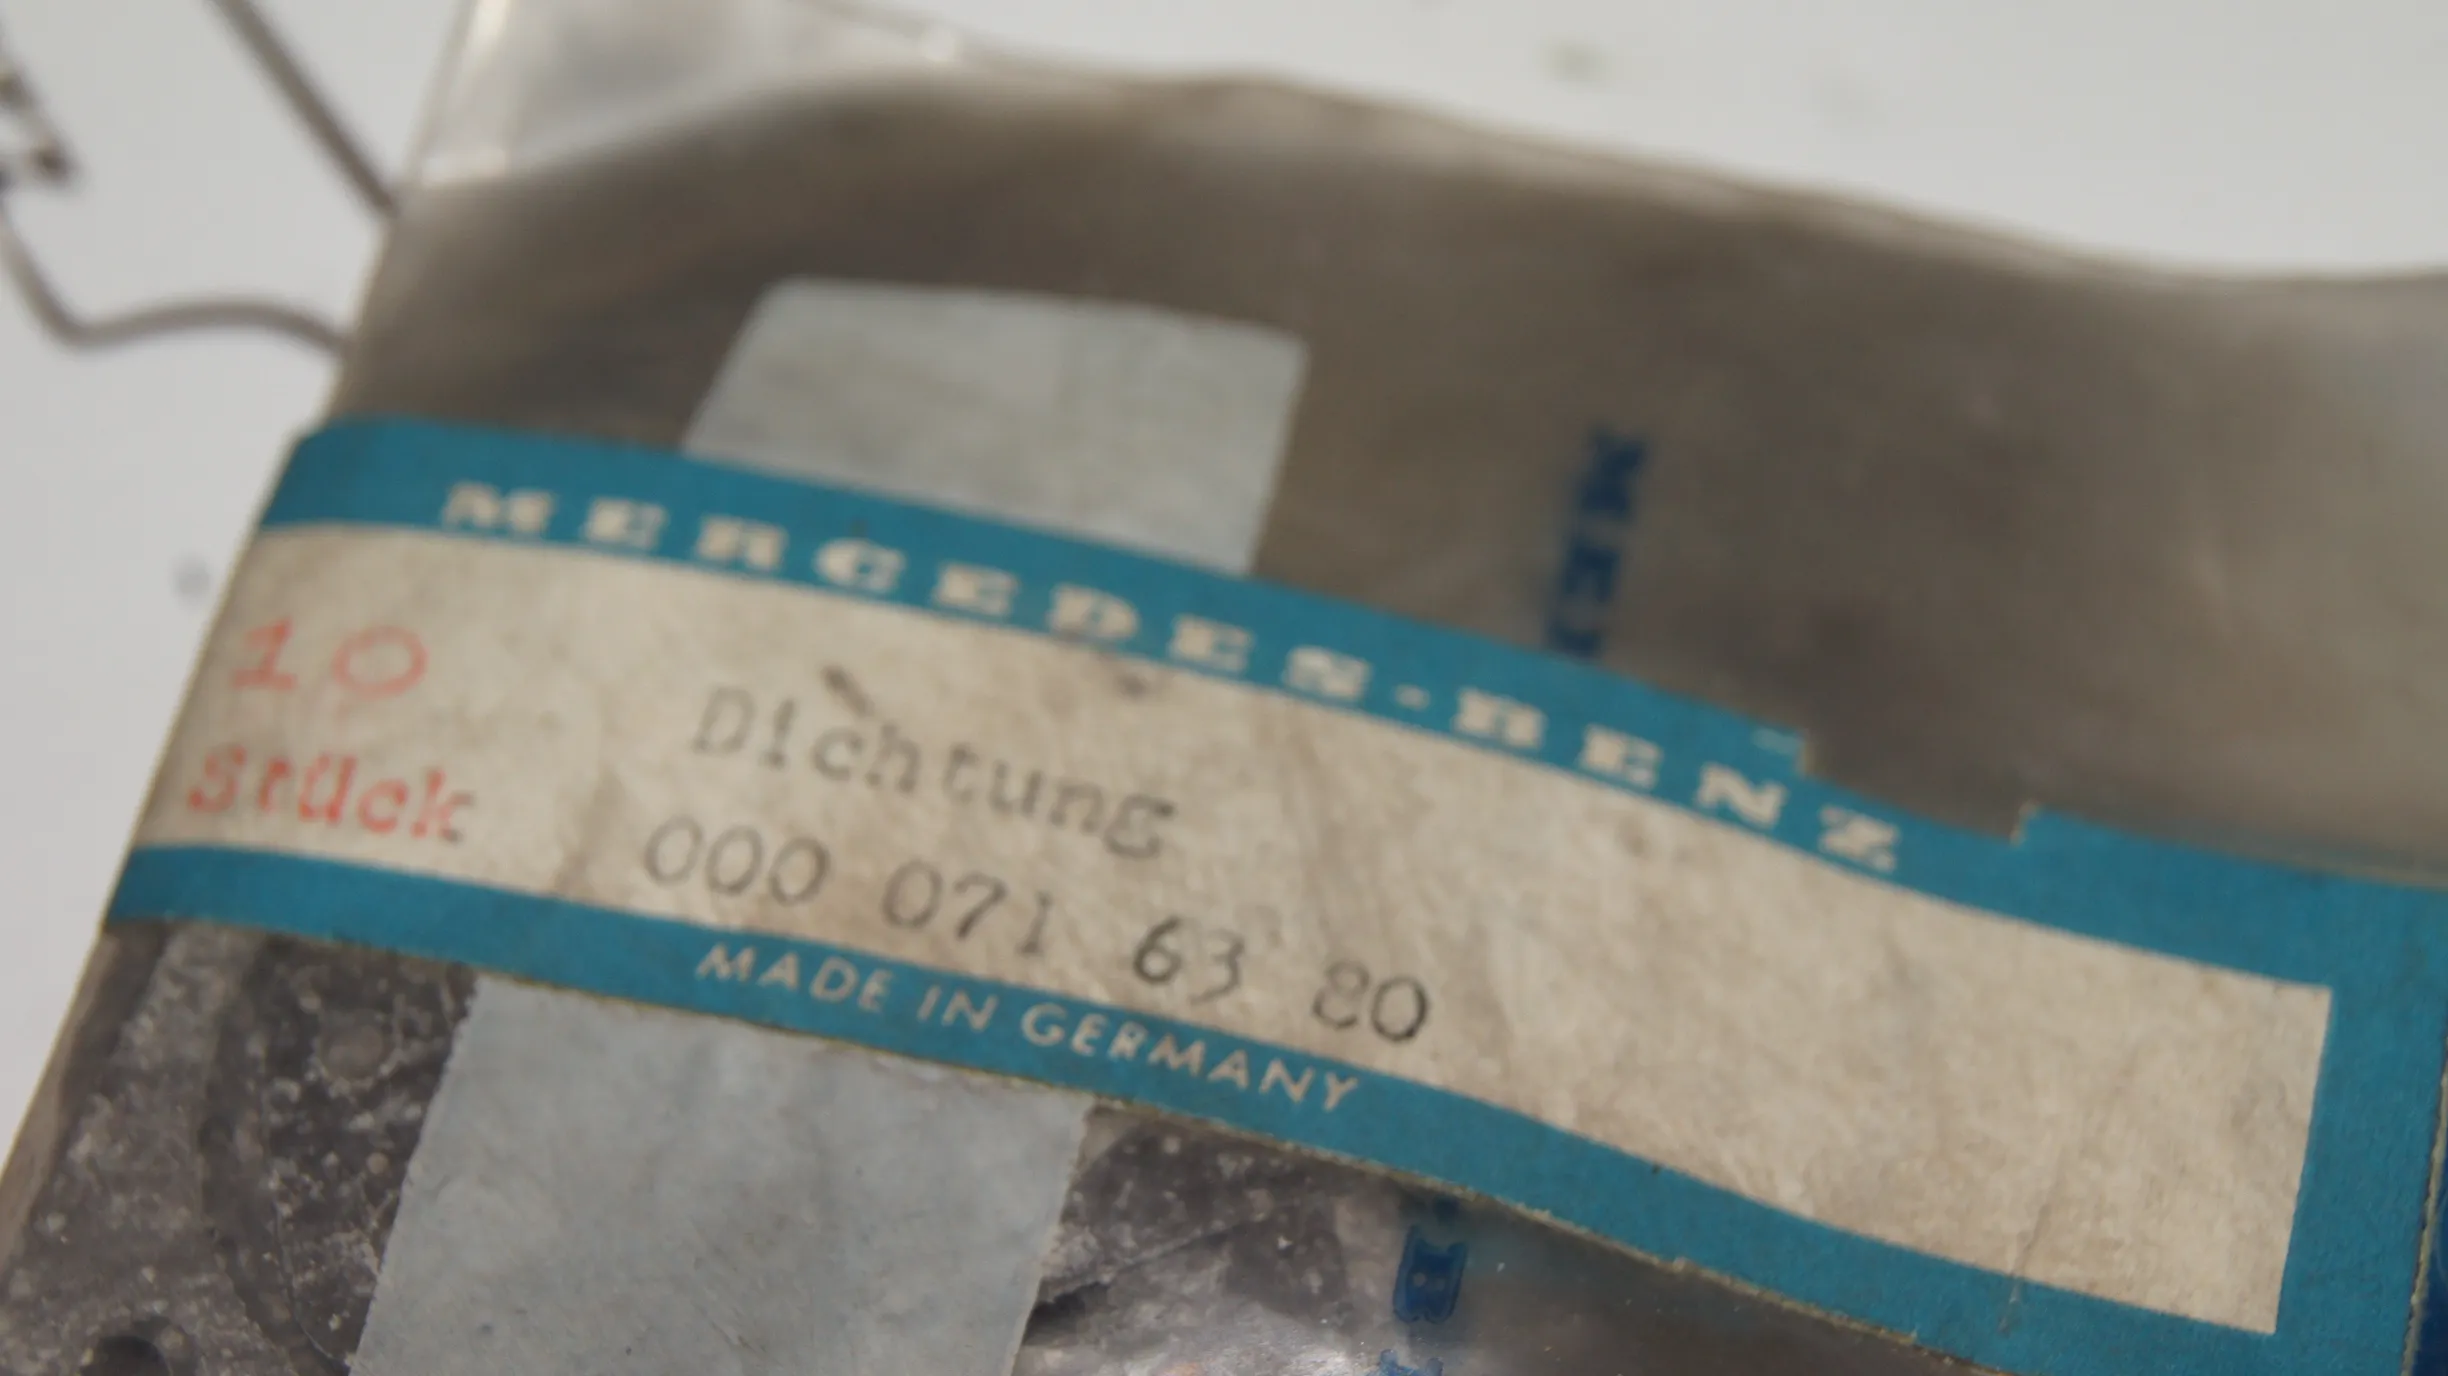 MERCEDES-BENZ
10
Stück
Dichtung
000 071 63 80
MADE IN GERMANY